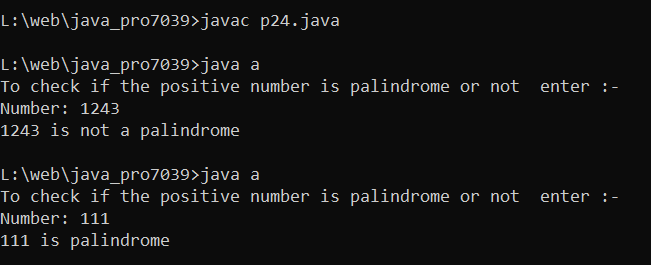 L:\web\java_pro7039>javac p24.java
L:\web\java_pro7039>java a
To check if the positive number is palindrome or not  enter :-
Number: 1243
1243 is not a palindrome
L:\web\java_pro7039>java a
To check if the positive number is palindrome or not  enter :-
Number: 111
111 is palindrome